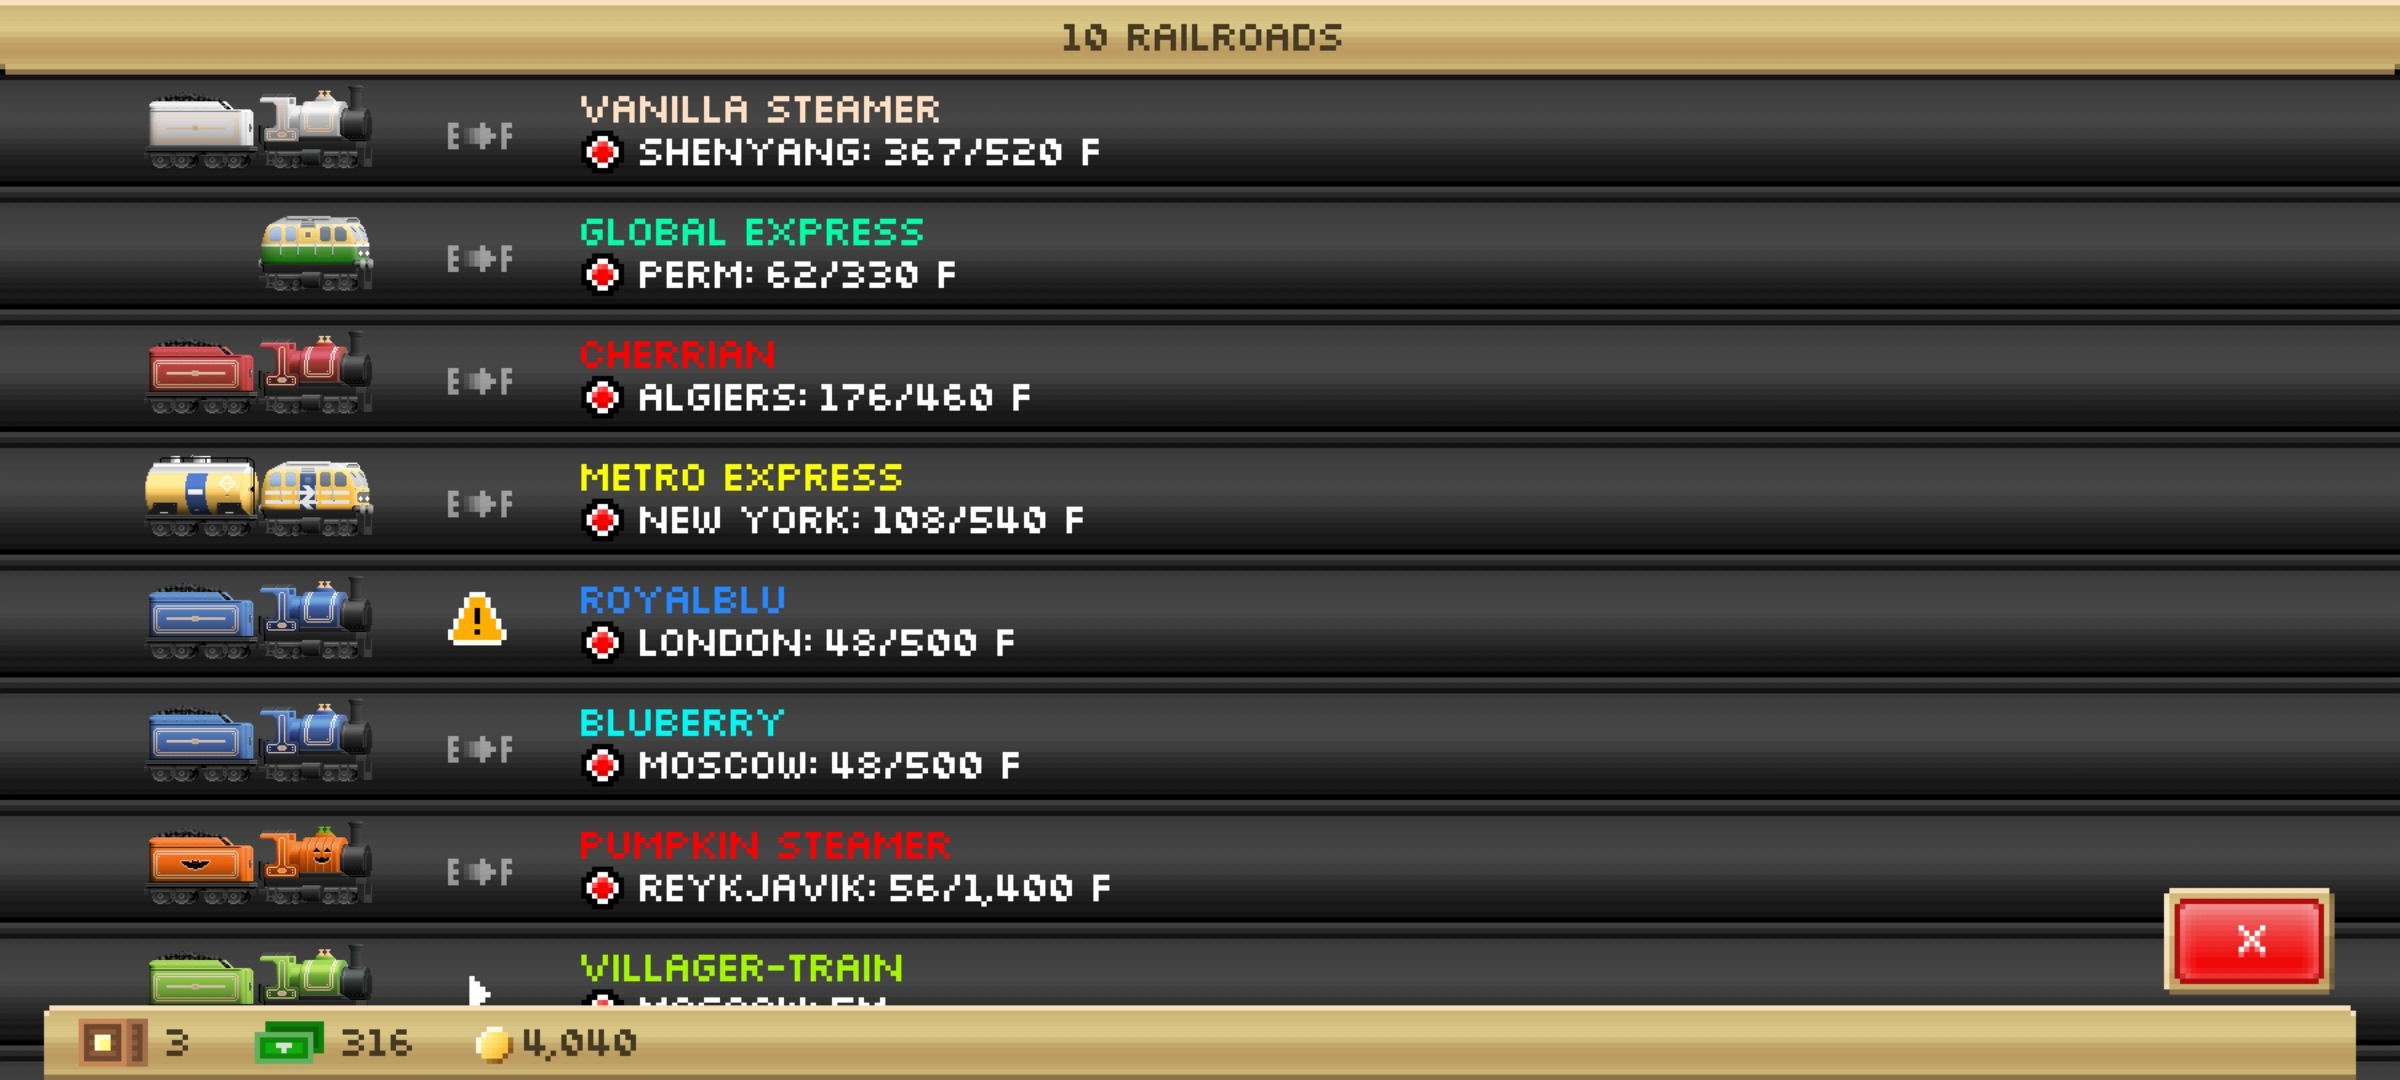 10 RAILROADS
VANILLA STEAMER
E F
SHENYANG: 367/520 F
GLOBAL EXPRESS
E F
PERM: 62/330 F
CHERRIAN
E F
ALGIERS: 176/460 F
METRO EXPRESS
E F
NEW YORK: 108/540 F
ROYALBLU
!
LONDON: 48/500 F
BLUBERRY
E F
MOSCOW: 48/500 F
PUMPKIN STEAMER
E F
REYKJAVIK: 56/1,400 F
X
VILLAGER-TRAIN
3 316 4,040